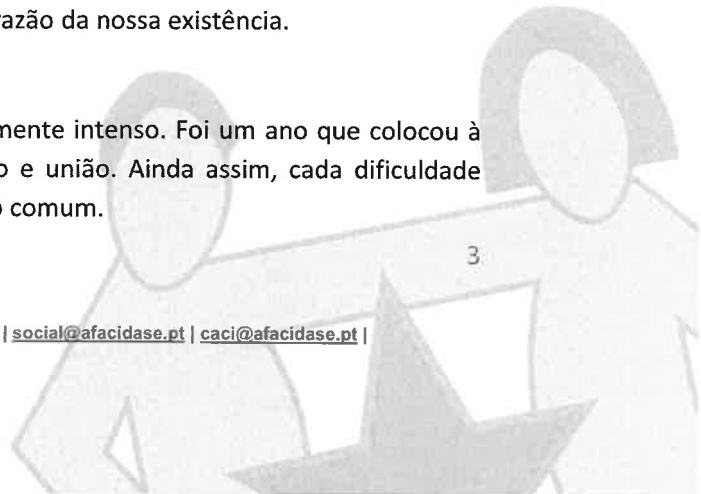 razão da nossa existência.
mente intenso. Foi um ano que colocou à
o e união. Ainda assim, cada dificuldade
o comum.
3
| social@afacidase.pt | caci@afacidase.pt |